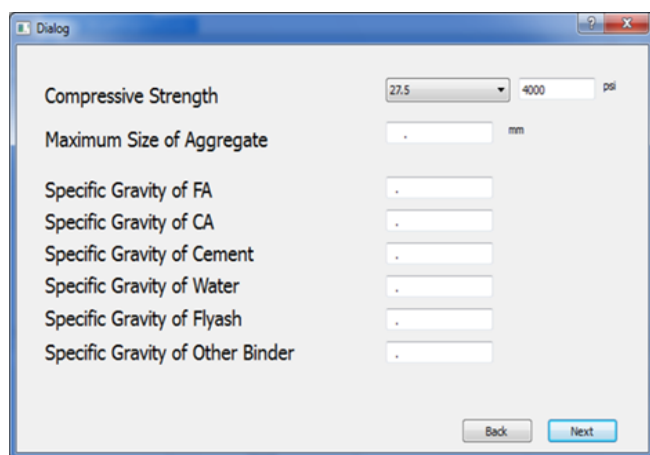 Dialog
Compressive Strength 27.5 4000 psi
Maximum Size of Aggregate . mm
Specific Gravity of FA .
Specific Gravity of CA .
Specific Gravity of Cement .
Specific Gravity of Water .
Specific Gravity of Flyash .
Specific Gravity of Other Binder .
Back Next